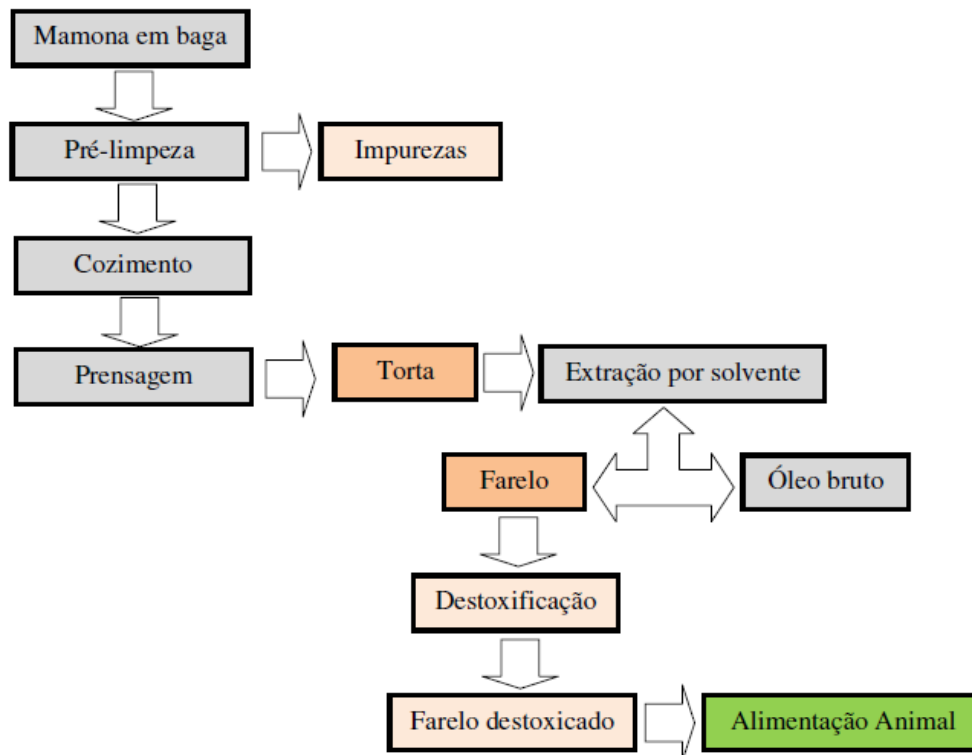 Mamona em baga
Pré-limpeza
Impurezas
Cozimento
Prensagem
Torta
Extração por solvente
Farelo
Óleo bruto
Destoxificação
Farelo destoxicado
Alimentação Animal